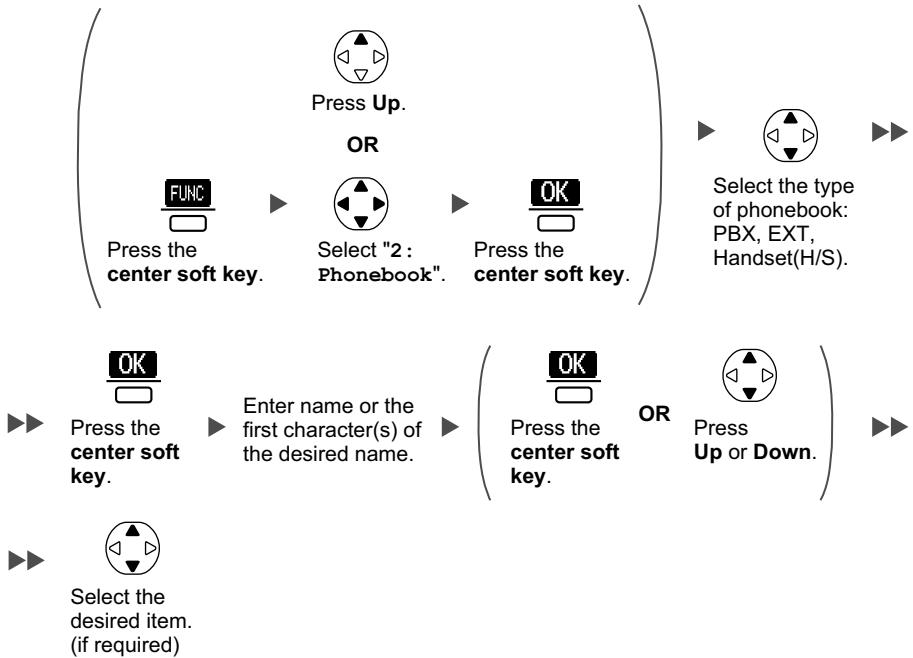 Press Up.
OR
FUNC
Press the
center soft key.
Select "2:
Phonebook".
OK
Press the
center soft key.
Select the type
of phonebook:
PBX, EXT,
Handset(H/S).
OK
Press the
center soft
key.
Enter name or the
first character(s) of
the desired name.
OK
Press the
center soft
key.
OR
Press
Up or Down.
Select the
desired item.
(if required)